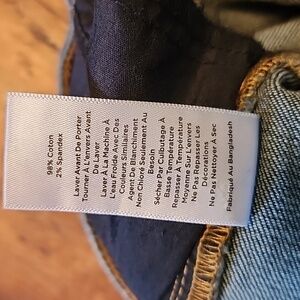 98% Coton
2% Spandex
Laver Avant De Porter
Tourner À L'Envers Avant
De Laver
Laver À La Machine À
L'eau Froide Avec Des
Couleurs Similaires
Agent De Blanchiment
Non Chloré Seulement Au
Besoin
Sécher Par Culbutage À
Basse Température
Repasser À Température
Moyenne Sur L'Envers
Ne Pas Repasser Les
Décorations
Ne Pas Nettoyer À Sec
Fabriqué Au Bangladesh